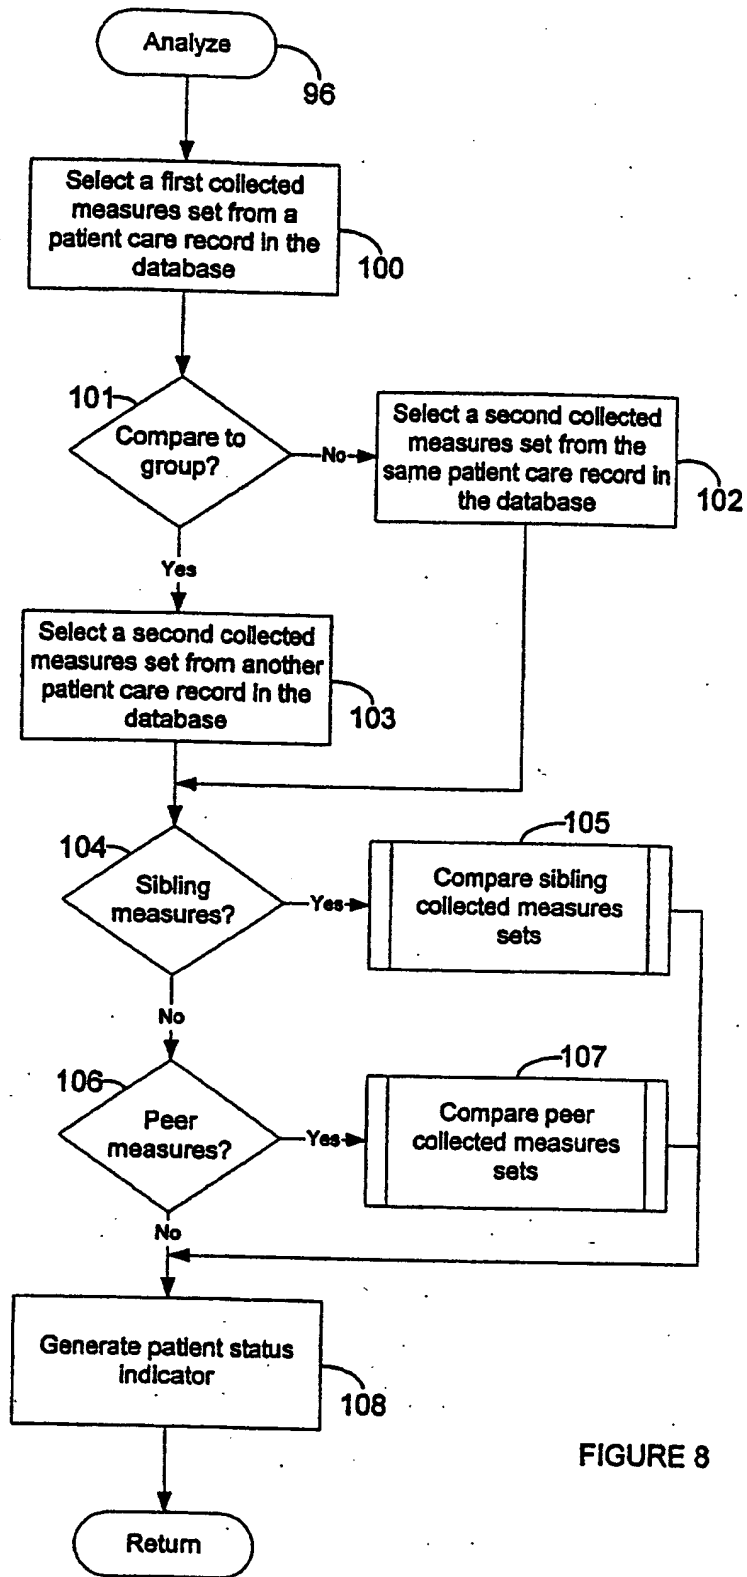 Analyze
96
Select a first collected
measures set from a
patient care record in the
database
100
101
Compare to
group?
No
Select a second collected
measures set from the
same patient care record in
the database
102
Yes
Select a second collected
measures set from another
patient care record in the
database
103
104
Sibling
measures?
Yes
105
Compare sibling
collected measures
sets
No
106
Peer
measures?
Yes
107
Compare peer
collected measures
sets
No
Generate patient status
indicator
108
FIGURE 8
Return